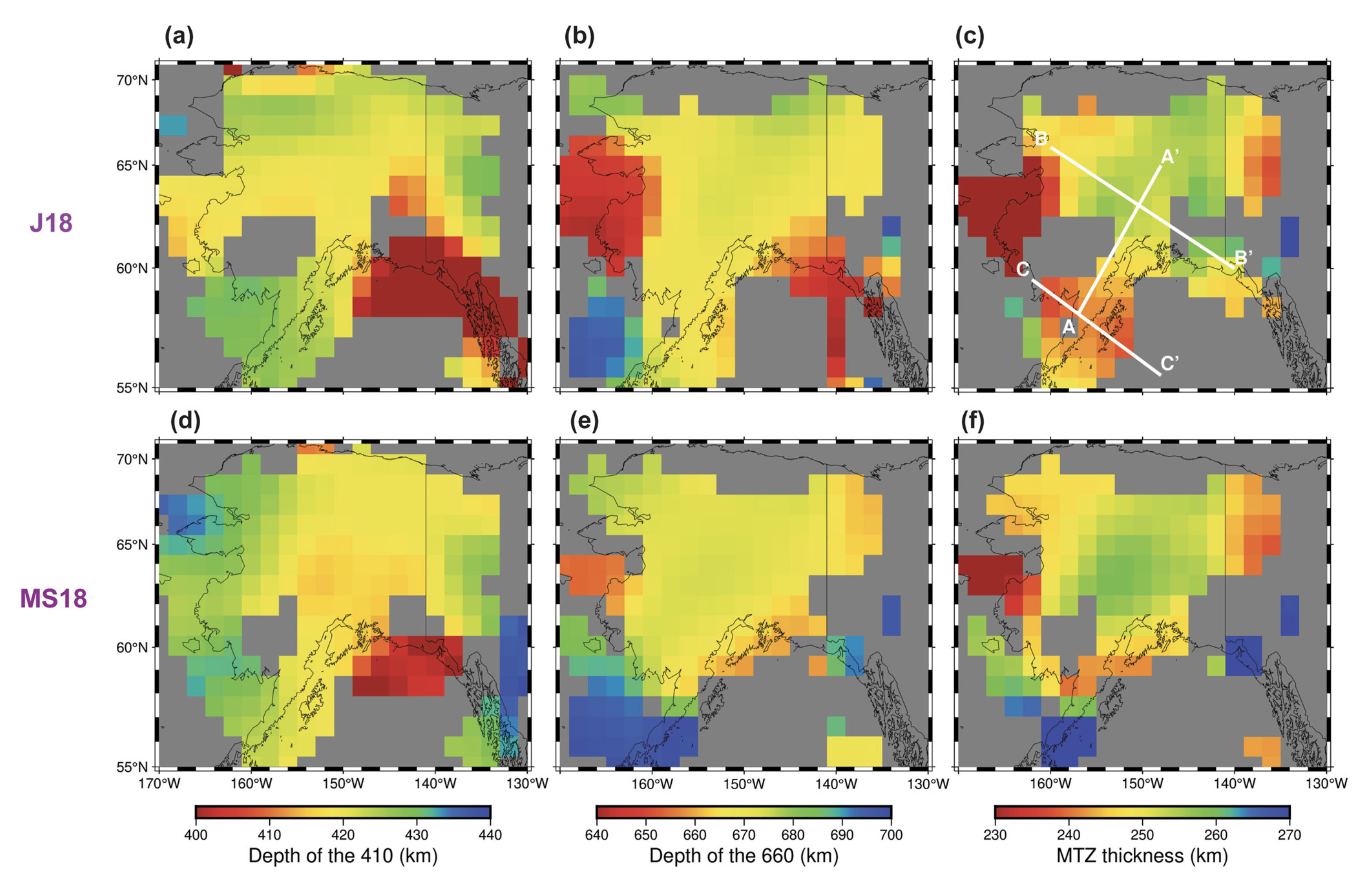 (a) (b) (c)
70°N
65°N
60°N
55°N
J18
B A'
C B'
A
C'
(d) (e) (f)
70°N
65°N
60°N
55°N
MS18
170°W 160°W 150°W 140°W 130°W 160°W 150°W 140°W 130°W 160°W 150°W 140°W 130°W
400 410 420 430 440 640 650 660 670 680 690 700 230 240 250 260 270
Depth of the 410 (km) Depth of the 660 (km) MTZ thickness (km)